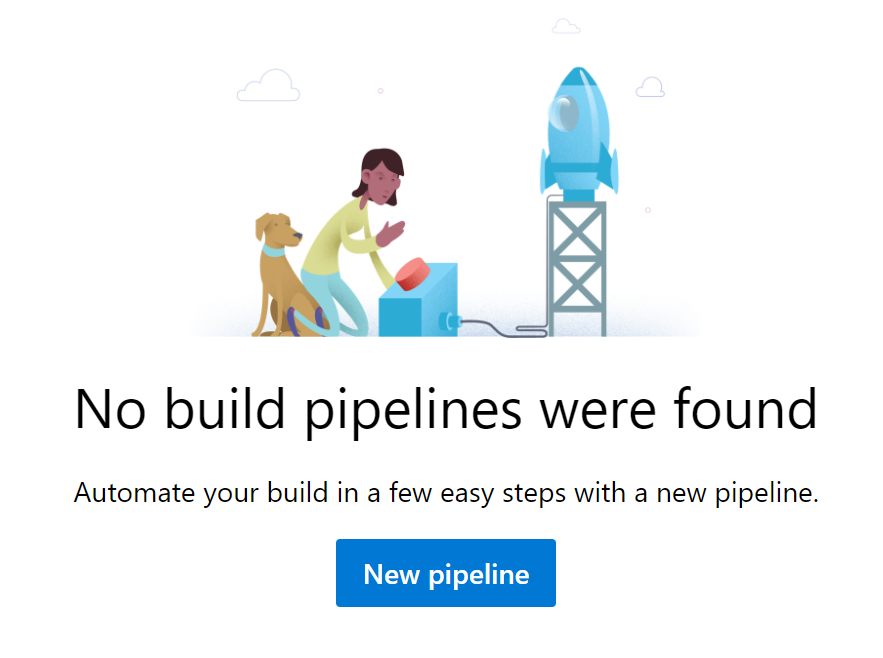 No build pipelines were found
Automate your build in a few easy steps with a new pipeline.
New pipeline